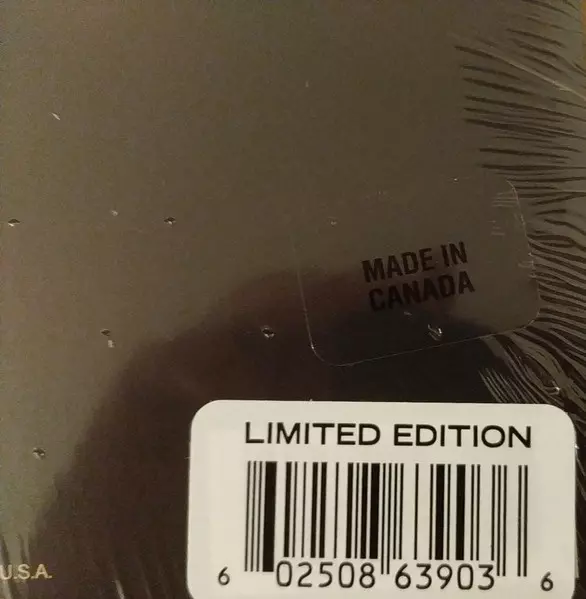 MADE IN
CANADA
LIMITED EDITION
6 02508 63903 6
U.S.A.